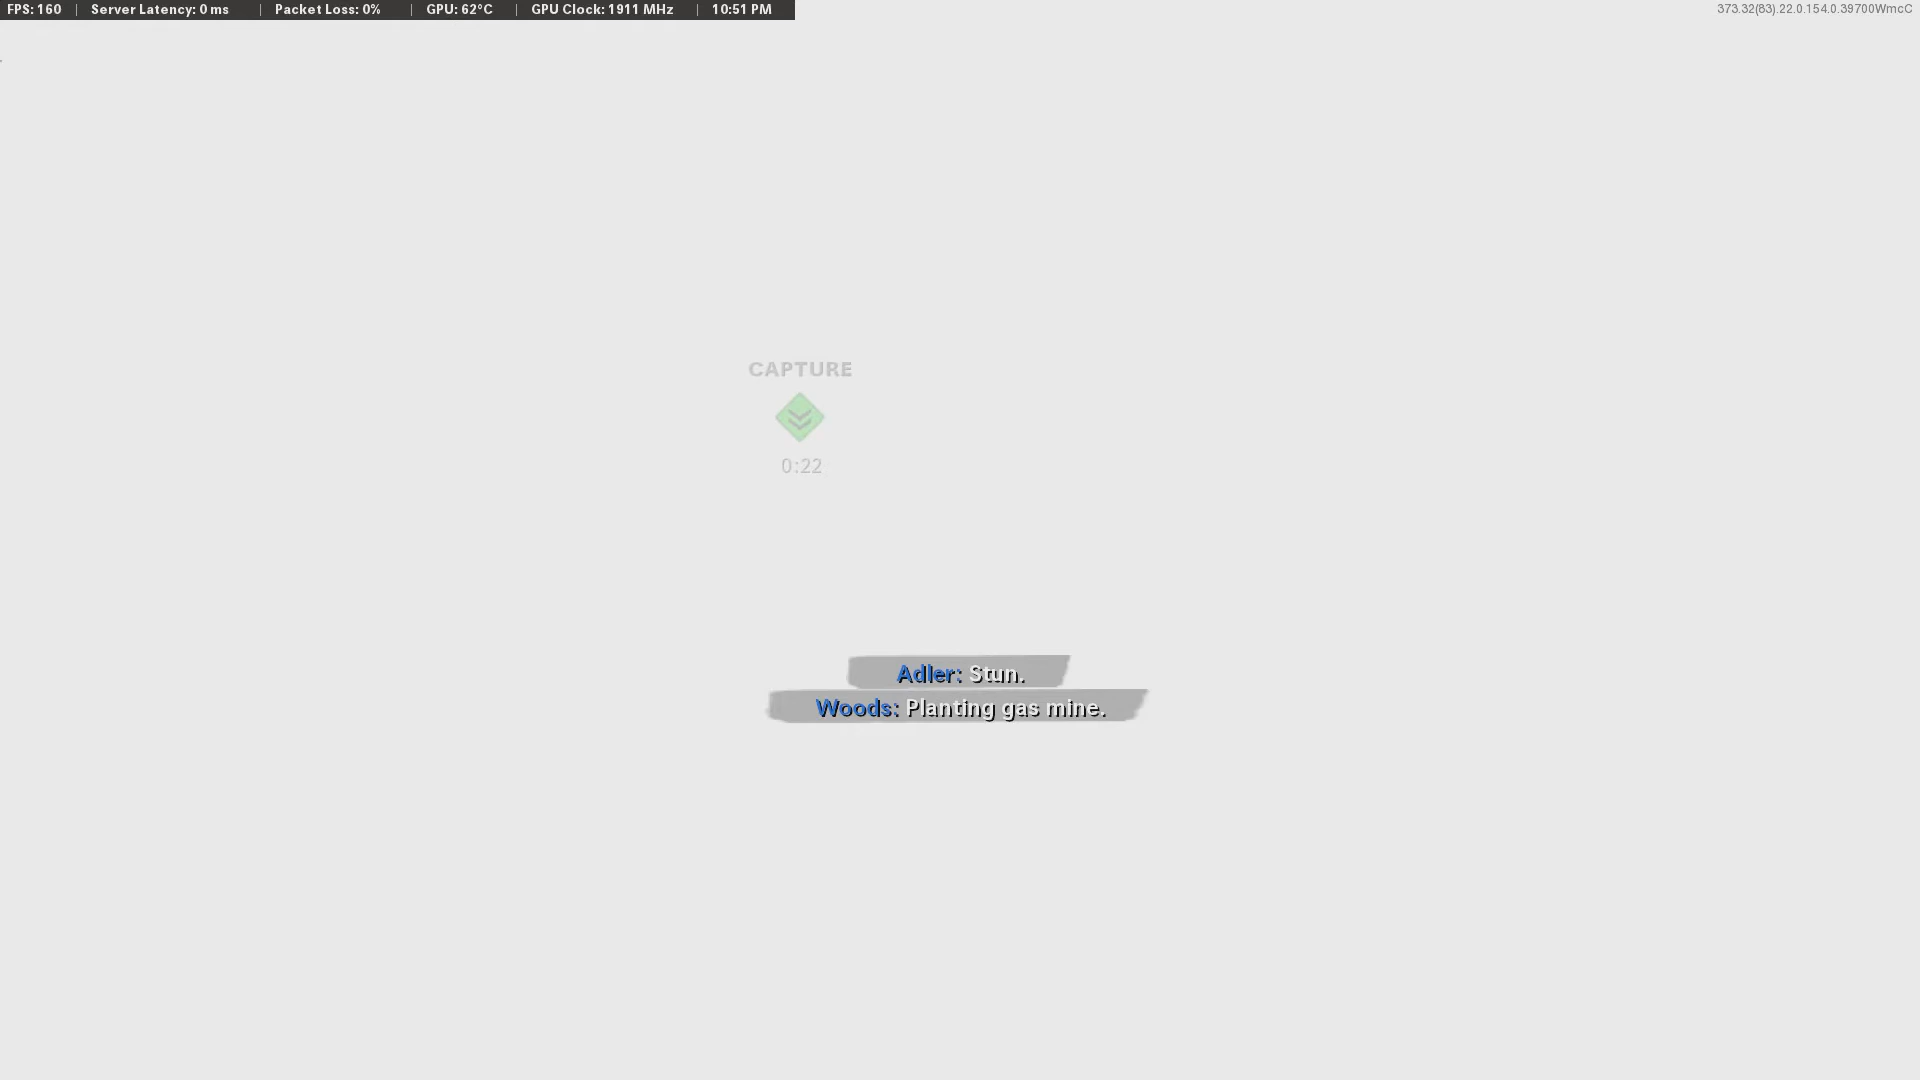 FPS: 160 | Server Latency: 0 ms | Packet Loss: 0% | GPU: 62°C | GPU Clock: 1911 MHz | 10:51 PM
373.32(83).22.0.154.0.39700WmcC
CAPTURE
0:22
Adler: Stun.
Woods: Planting gas mine.